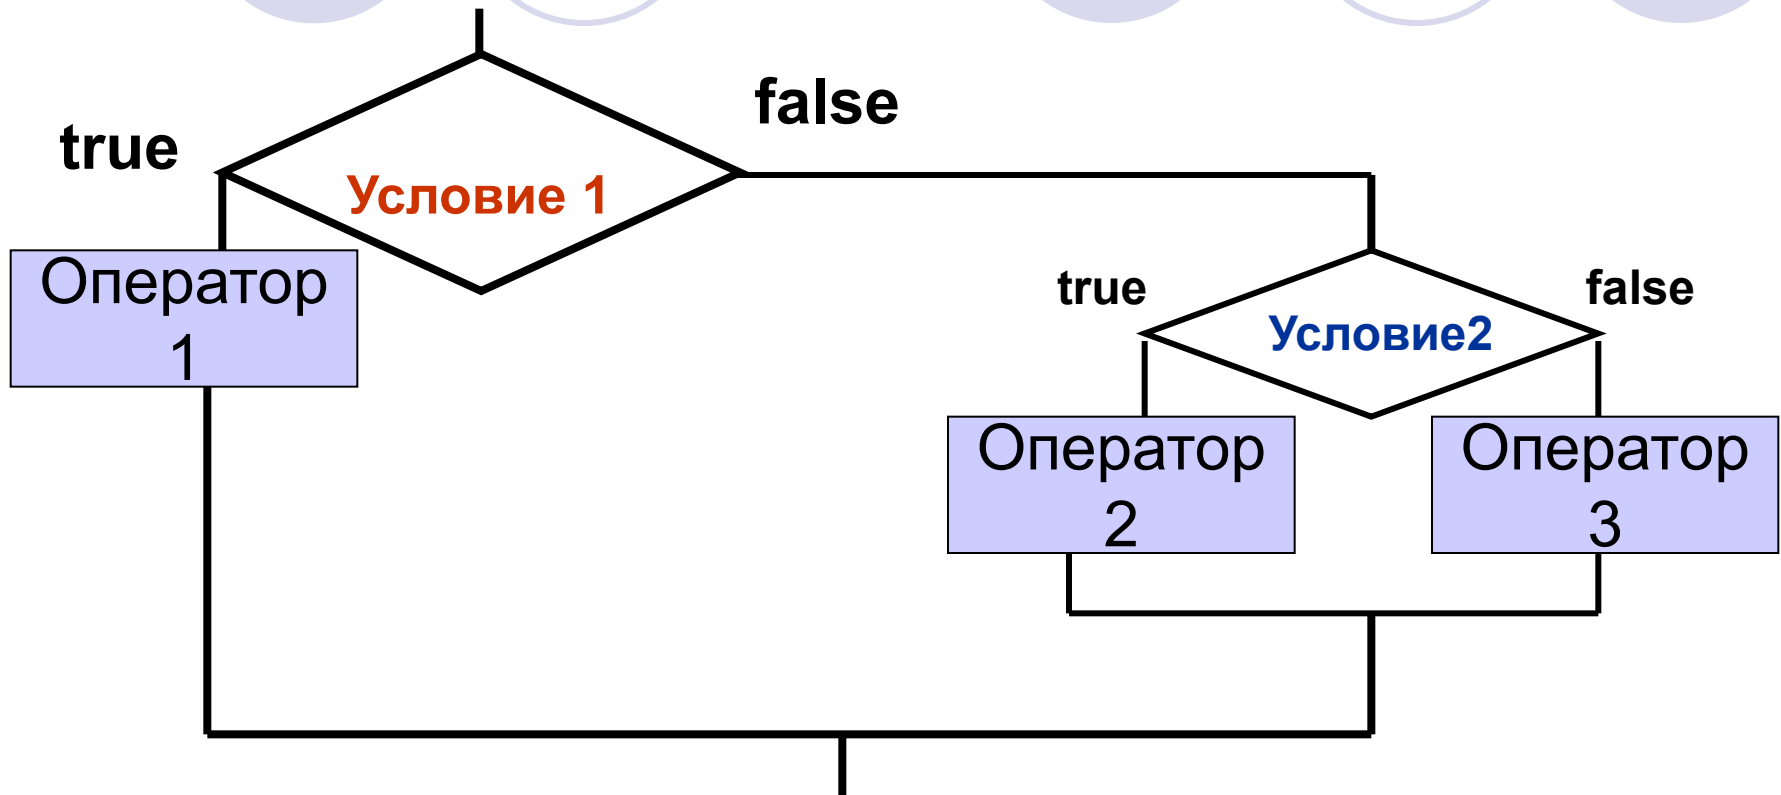 false
true
Условие 1
Оператор
1
true
false
Условие2
Оператор
2
Оператор
3